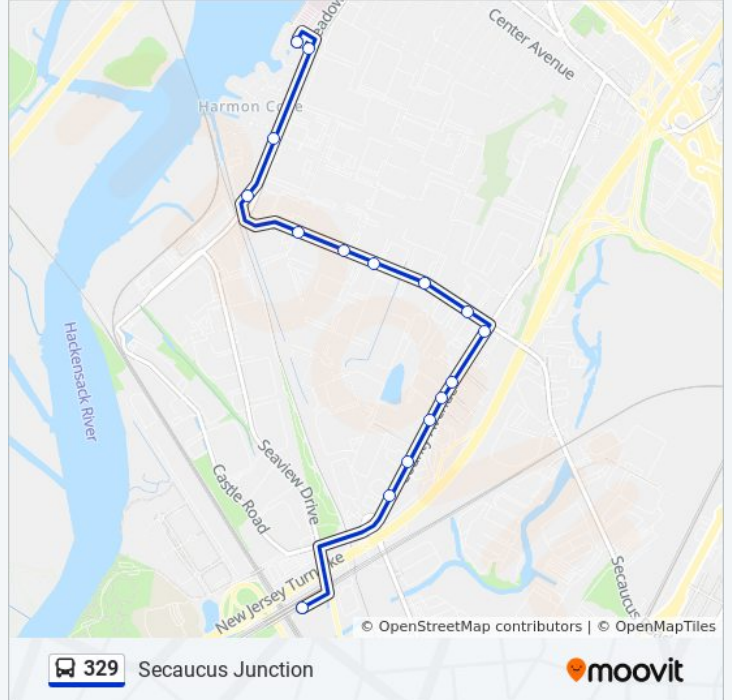 Center Avenue
Harmon Cove
Hackensack River
Seaview Drive
Castle Road
New Jersey Turnpike
Secaucus
© OpenStreetMap contributors | © OpenMapTiles
329 Secaucus Junction
moovit